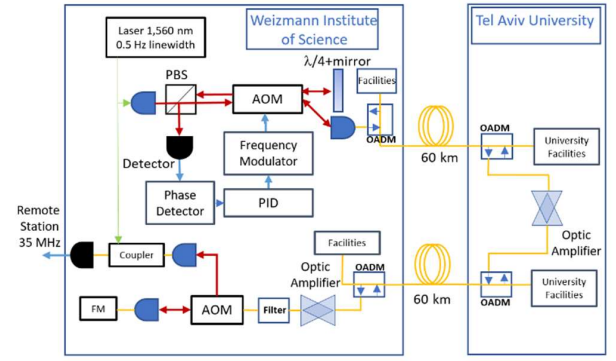 Laser 1,560 nm
0.5 Hz linewidth
Weizmann Institute
of Science
Tel Aviv University
λ/4+mirror
PBS
Facilities
AOM
OADM
OADM
University
Facilities
60 km
Detector
Frequency
Modulator
Phase
Detector
PID
Remote
Station
35 MHz
Coupler
Facilities
Optic
Amplifier
Optic
Amplifier
OADM
60 km
OADM
University
Facilities
FM
AOM
Filter